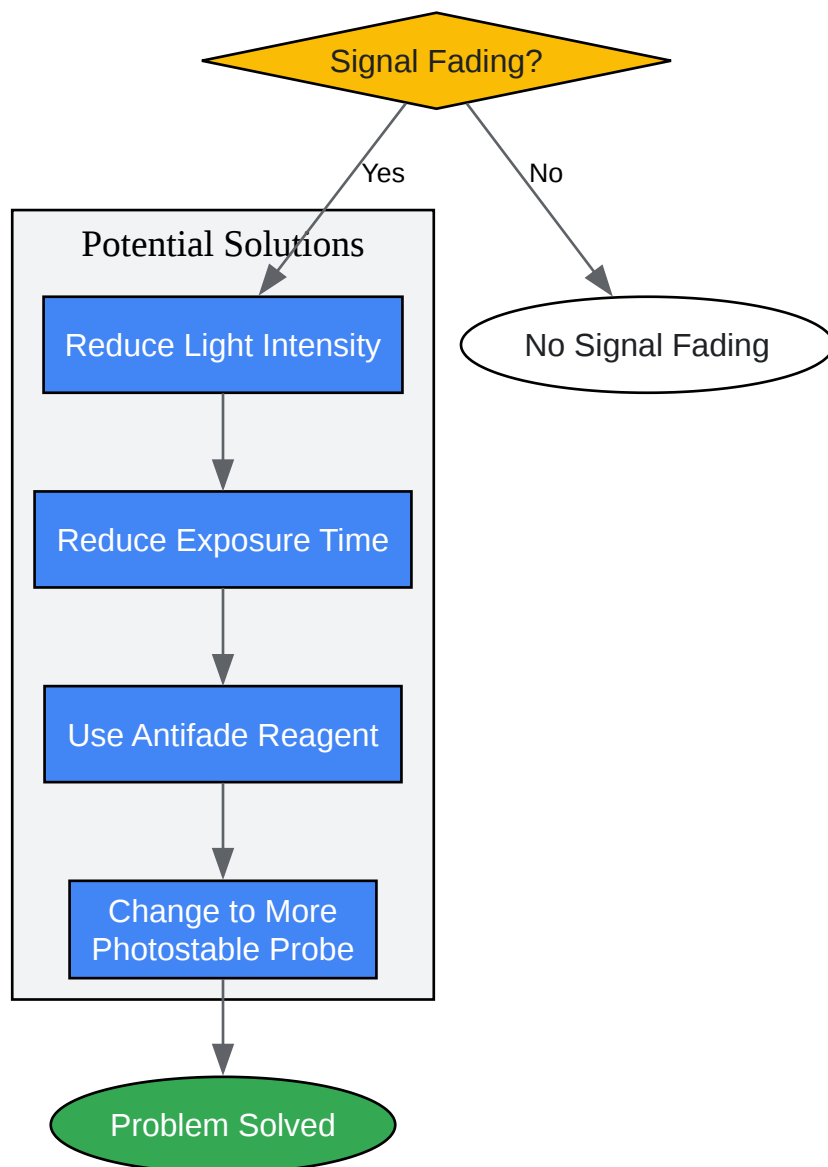 Signal Fading?
Yes
No
Potential Solutions
Reduce Light Intensity
No Signal Fading
Reduce Exposure Time
Use Antifade Reagent
Change to More
Photostable Probe
Problem Solved